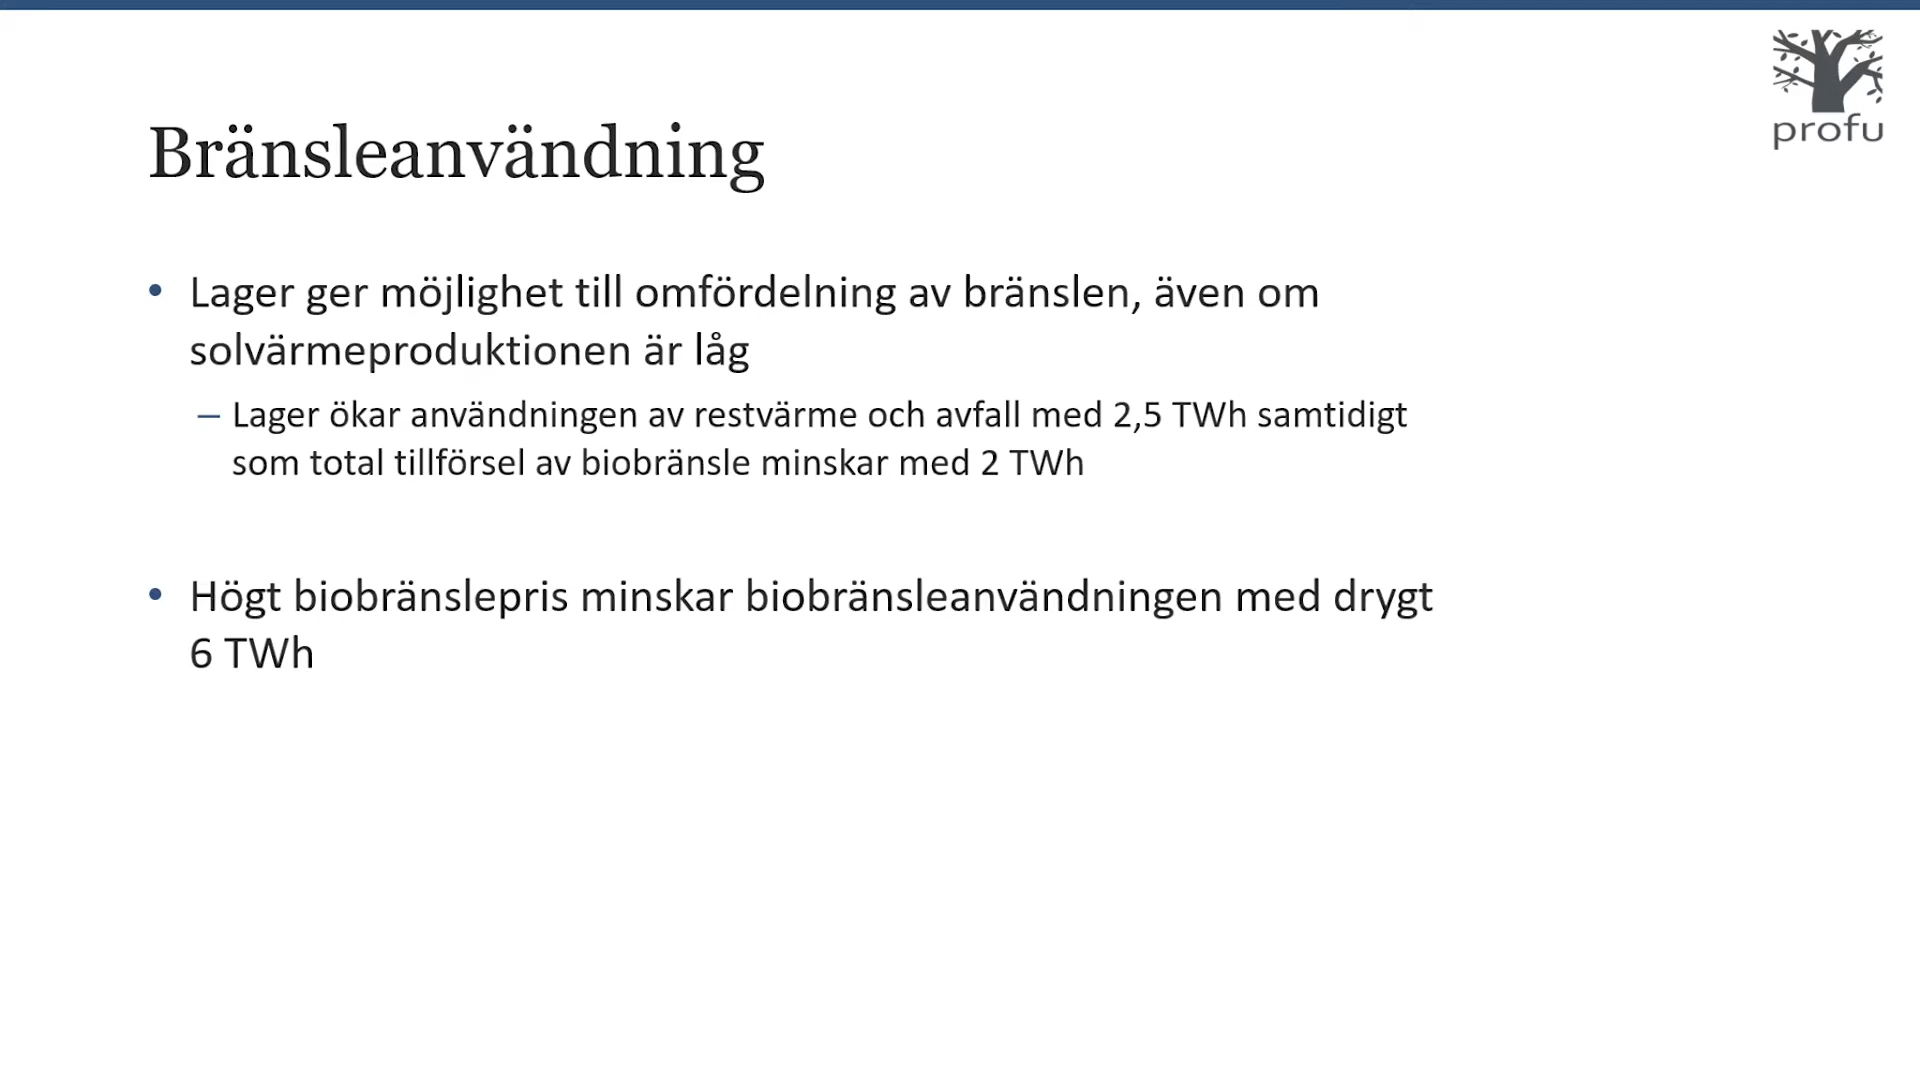 profu
Bränsleanvändning
• Lager ger möjlighet till omfördelning av bränslen, även om
solvärmeproduktionen är låg
– Lager ökar användningen av restvärme och avfall med 2,5 TWh samtidigt
som total tillförsel av biobränsle minskar med 2 TWh
• Högt biobränslepris minskar biobränsleanvändningen med drygt
6 TWh